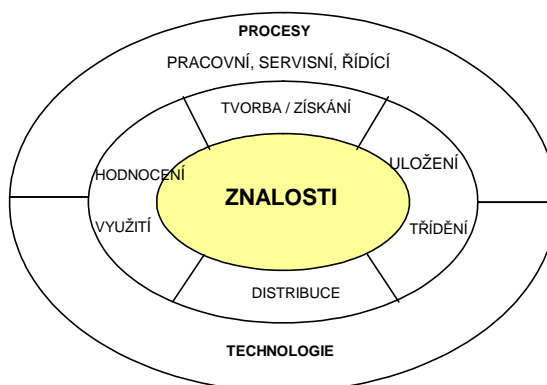 PROCESY
PRACOVNÍ, SERVISNÍ, ŘÍDÍCÍ
TVORBA / ZÍSKÁNÍ
HODNOCENÍ
ULOŽENÍ
ZNALOSTI
VYUŽITÍ
TŘÍDĚNÍ
DISTRIBUCE
TECHNOLOGIE